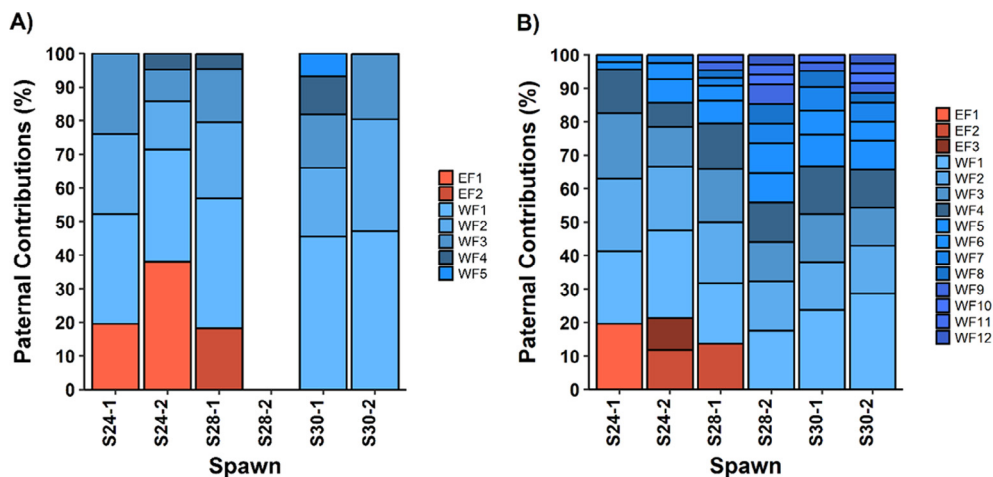 A)
Paternal Contributions (%)
100
90
80
70
60
50
40
30
20
10
0
S24-1
S24-2
S28-1
S28-2
S30-1
S30-2
Spawn
EF1
EF2
WF1
WF2
WF3
WF4
WF5
B)
Paternal Contributions (%)
100
90
80
70
60
50
40
30
20
10
0
S24-1
S24-2
S28-1
S28-2
S30-1
S30-2
Spawn
EF1
EF2
EF3
WF1
WF2
WF3
WF4
WF5
WF6
WF7
WF8
WF9
WF10
WF11
WF12